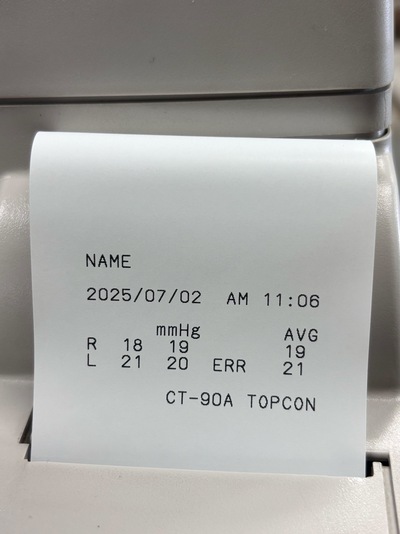 NAME
2025/07/02 AM 11:06
mmHg AVG
R 18 19 19
L 21 20 ERR 21
CT-90A TOPCON